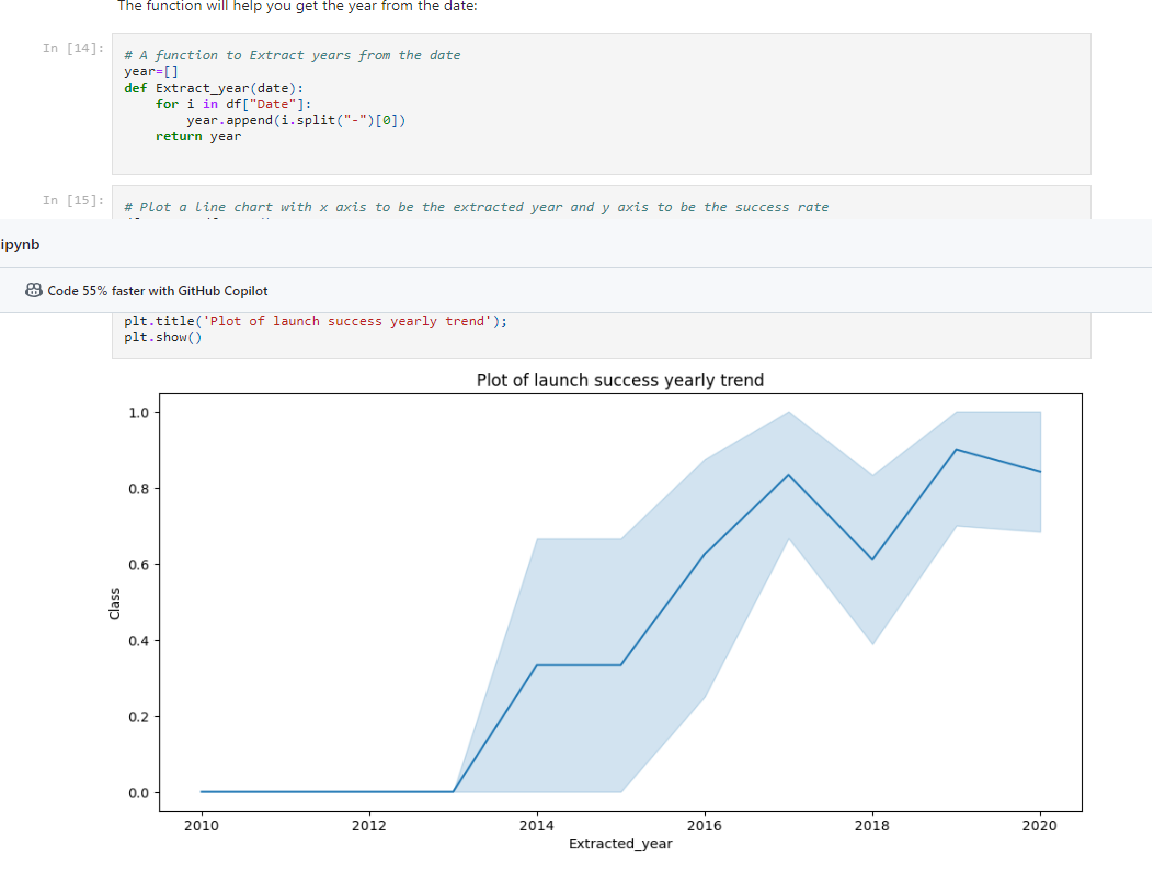 The function will help you get the year from the date:
In [14]:
# A function to Extract years from the date
year=[]
def Extract_year(date):
    for i in df["Date"]:
        year.append(i.split("-")[0])
    return year
In [15]:
# Plot a line chart with x axis to be the extracted year and y axis to be the success rate
ipynb
Code 55% faster with GitHub Copilot
plt.title('Plot of launch success yearly trend');
plt.show()
Plot of launch success yearly trend
1.0
0.8
0.6
0.4
0.2
0.0
Class
2010 2012 2014 2016 2018 2020
Extracted_year